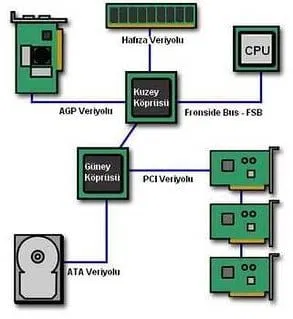 Hafıza Veriyolu
CPU
Kuzey
Köprüsü
AGP Veriyolu
Fronside Bus - FSB
Güney
Köprüsü
PCI Veriyolu
ATA Veriyolu